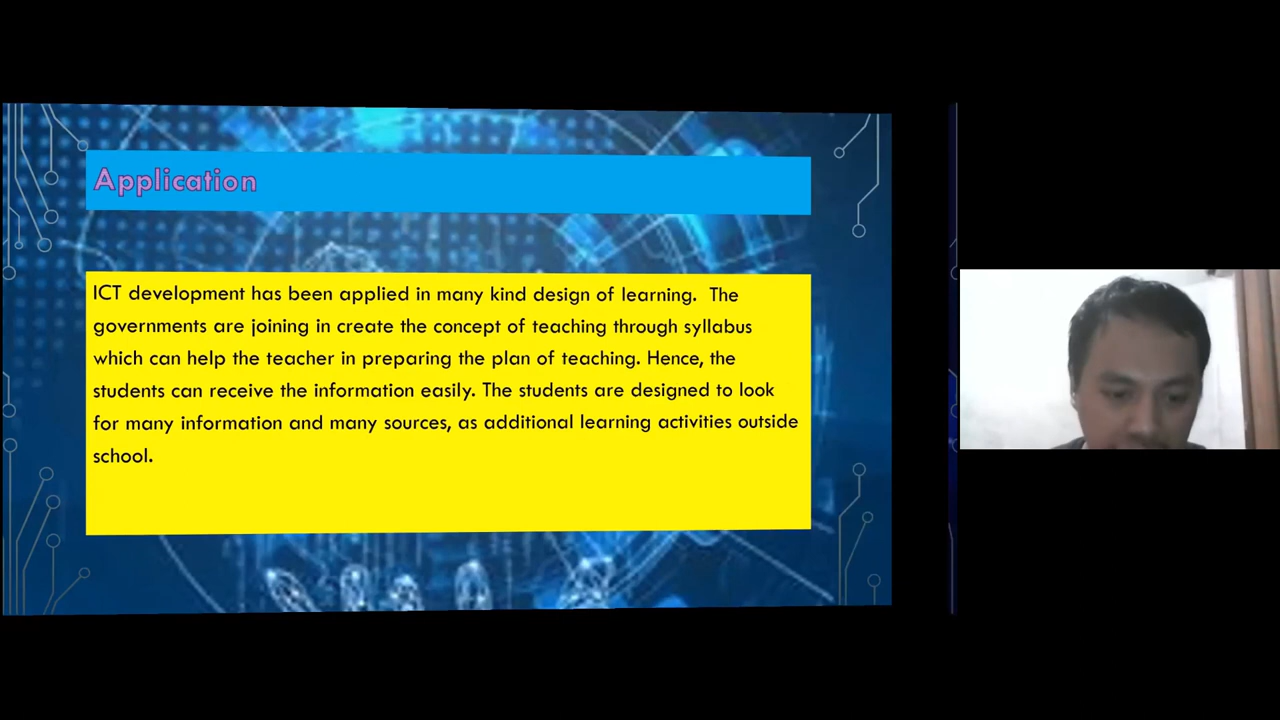 Application
ICT development has been applied in many kind design of learning.  The
governments are joining in create the concept of teaching through syllabus
which can help the teacher in preparing the plan of teaching. Hence, the
students can receive the information easily. The students are designed to look
for many information and many sources, as additional learning activities outside
school.